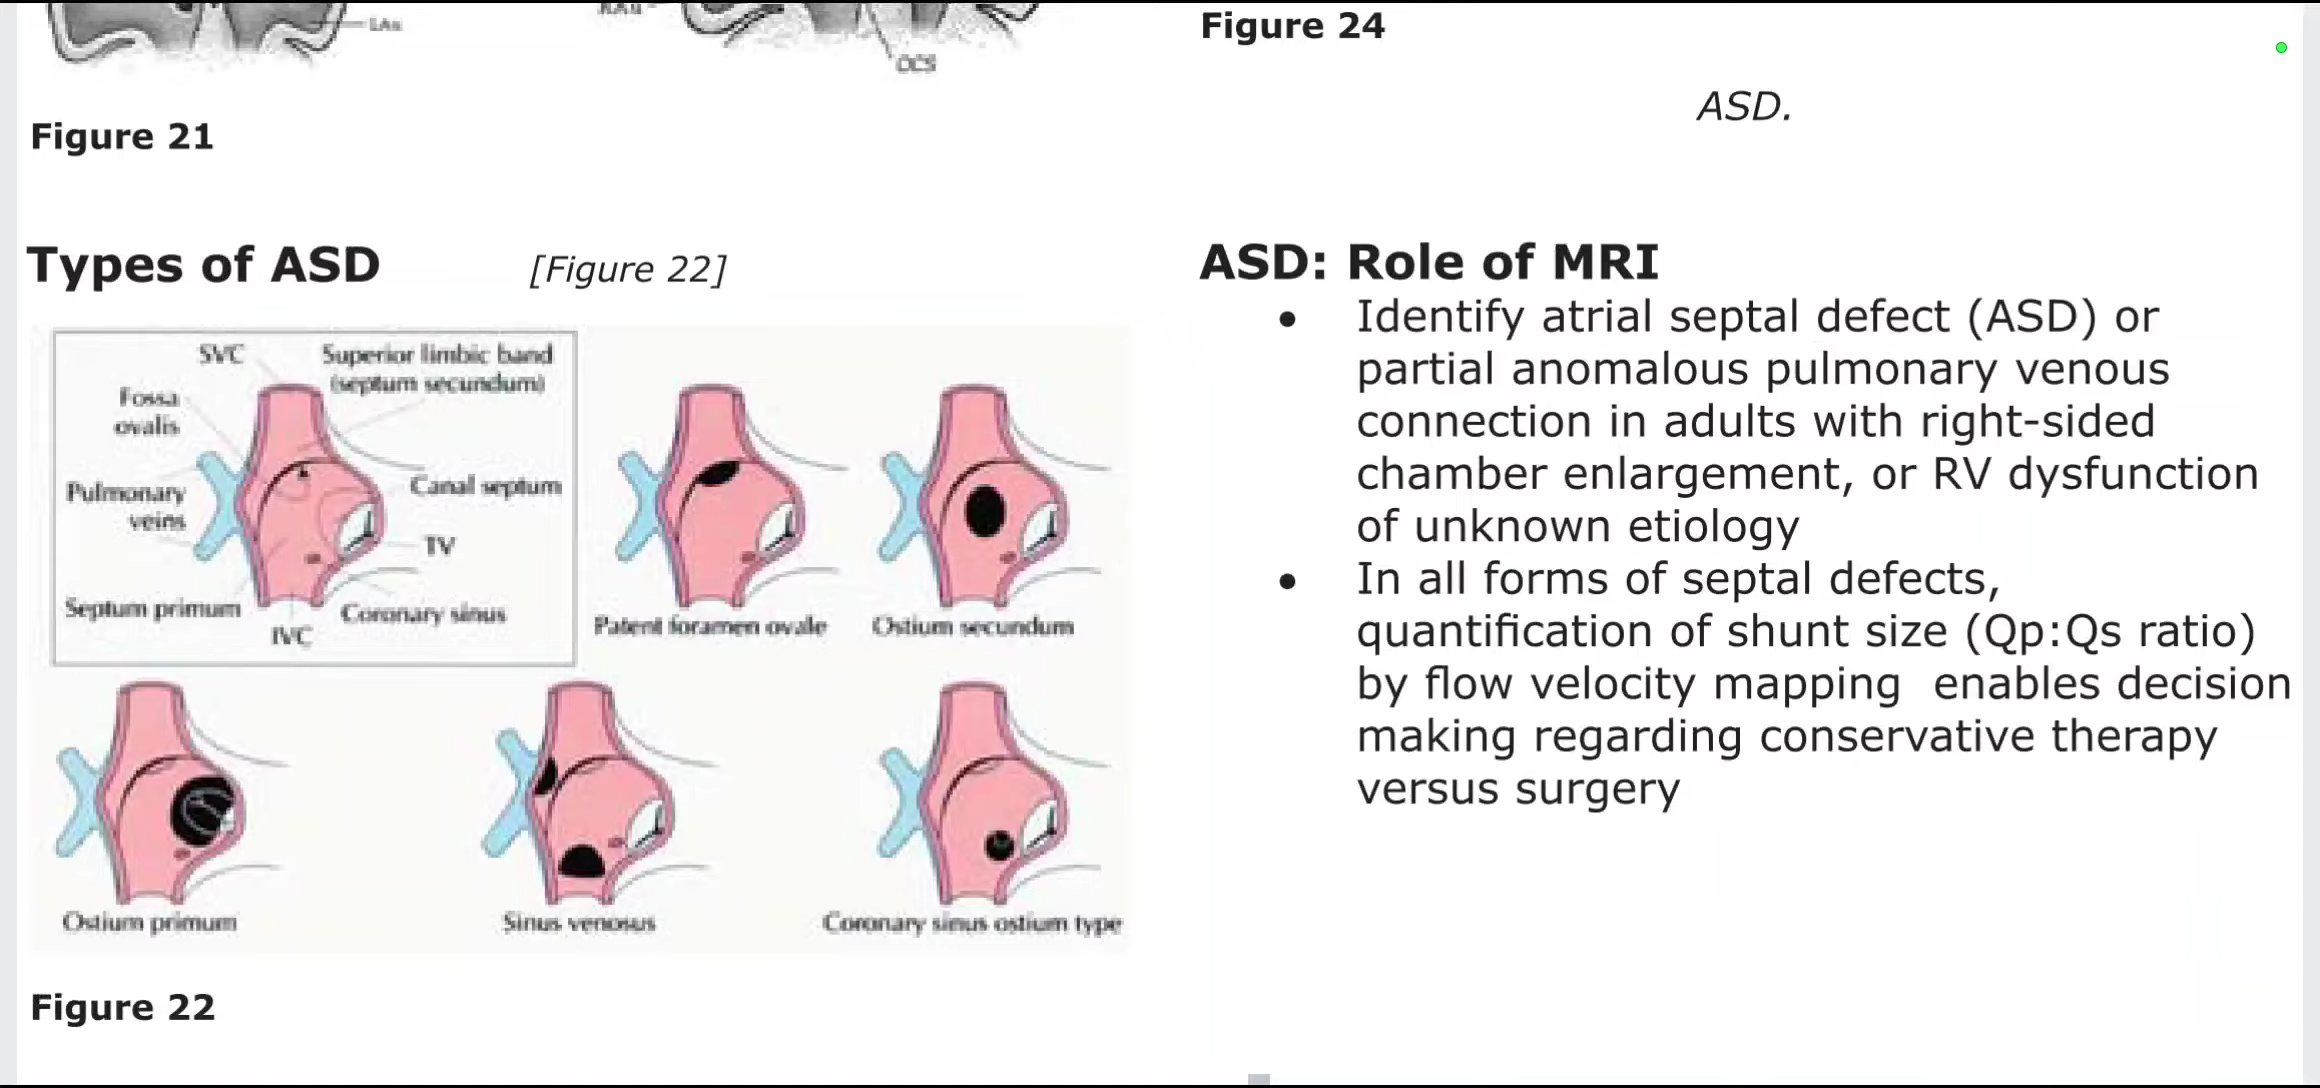 LAu
RAu
OCS
Figure 21
Types of ASD [Figure 22]
SVC
Superior limbic band
(septum secundum)
Fossa
ovalis
Pulmonary
veins
Canal septum
TV
Septum primum
Coronary sinus
IVC
Patent foramen ovale
Ostium secundum
Ostium primum
Sinus venosus
Coronary sinus ostium type
Figure 22
Figure 24
ASD.
ASD: Role of MRI
• Identify atrial septal defect (ASD) or
partial anomalous pulmonary venous
connection in adults with right-sided
chamber enlargement, or RV dysfunction
of unknown etiology
• In all forms of septal defects,
quantification of shunt size (Qp:Qs ratio)
by flow velocity mapping enables decision
making regarding conservative therapy
versus surgery